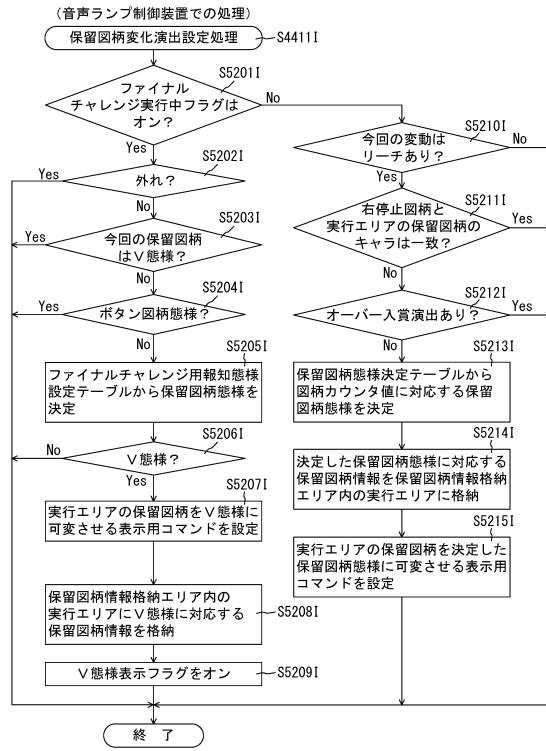 （音声ランプ制御装置での処理）
保留図柄変化演出設定処理
S4411I
S5201I
ファイナル
チャレンジ実行中フラグは
オン？
No
Yes
S5202I
Yes
外れ？
No
S5203I
Yes
今回の保留図柄
はV態様？
No
S5204I
Yes
ボタン図柄態様？
No
S5205I
ファイナルチャレンジ用報知態様
設定テーブルから保留図柄態様を
決定
S5206I
No
V態様？
Yes
S5207I
実行エリアの保留図柄をV態様に
可変させる表示用コマンドを設定
保留図柄情報格納エリア内の
実行エリアにV態様に対応する
保留図柄情報を格納
S5208I
V態様表示フラグをオン
S5209I
終 了
S5210I
今回の変動は
リーチあり？
No
Yes
S5211I
右停止図柄と
実行エリアの保留図柄の
キャラは一致？
Yes
No
S5212I
オーバー入賞演出あり？
Yes
No
S5213I
保留図柄態様決定テーブルから
図柄カウンタ値に対応する保留
図柄態様を決定
S5214I
決定した保留図柄態様に対応する
保留図柄情報を保留図柄情報格納
エリア内の実行エリアに格納
S5215I
実行エリアの保留図柄を決定した
保留図柄態様に可変させる表示用
コマンドを設定